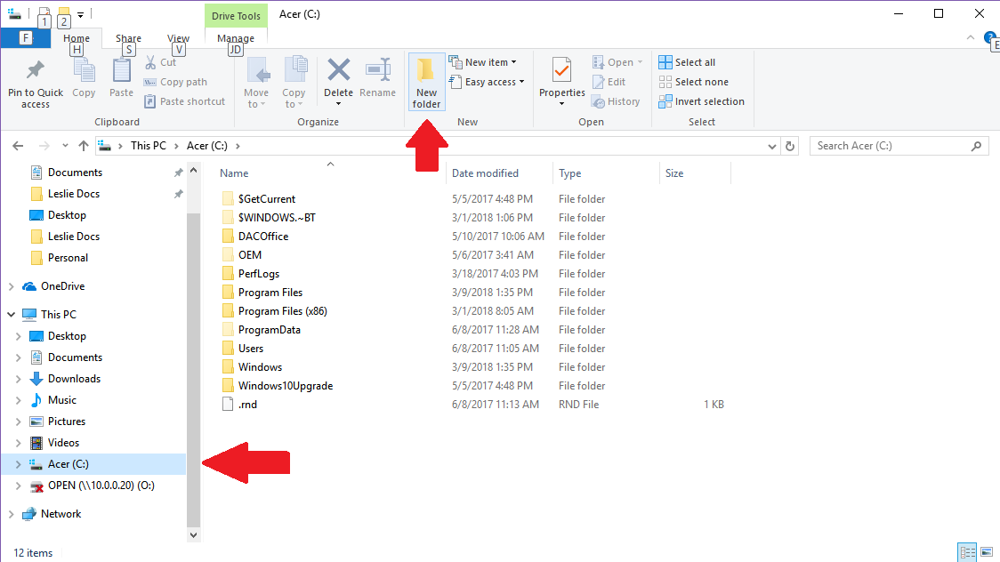 1 2 Drive Tools Acer (C:)
F Home Share View Manage
H S V JD E
Pin to Quick
access
Copy
Paste
Cut
Copy path
Paste shortcut
Clipboard
Move
to
Copy
to
Delete
Rename
Organize
New
folder
New item
Easy access
New
Properties
Open
Edit
History
Open
Select all
Select none
Invert selection
Select
This PC Acer (C:)
Search Acer (C:)
Documents
Leslie Docs
Desktop
Leslie Docs
Personal
OneDrive
This PC
Desktop
Documents
Downloads
Music
Pictures
Videos
Acer (C:)
OPEN (\\10.0.0.20) (O:)
Network
Name Date modified Type Size
$GetCurrent 5/5/2017 4:48 PM File folder
$WINDOWS.~BT 3/1/2018 1:06 PM File folder
DACOffice 5/10/2017 10:06 AM File folder
OEM 5/6/2017 3:41 AM File folder
PerfLogs 3/18/2017 4:03 PM File folder
Program Files 3/9/2018 1:35 PM File folder
Program Files (x86) 3/1/2018 8:05 AM File folder
ProgramData 6/8/2017 11:28 AM File folder
Users 6/8/2017 11:05 AM File folder
Windows 3/9/2018 1:35 PM File folder
Windows10Upgrade 5/5/2017 4:48 PM File folder
.rnd 6/8/2017 11:13 AM RND File 1 KB
12 items